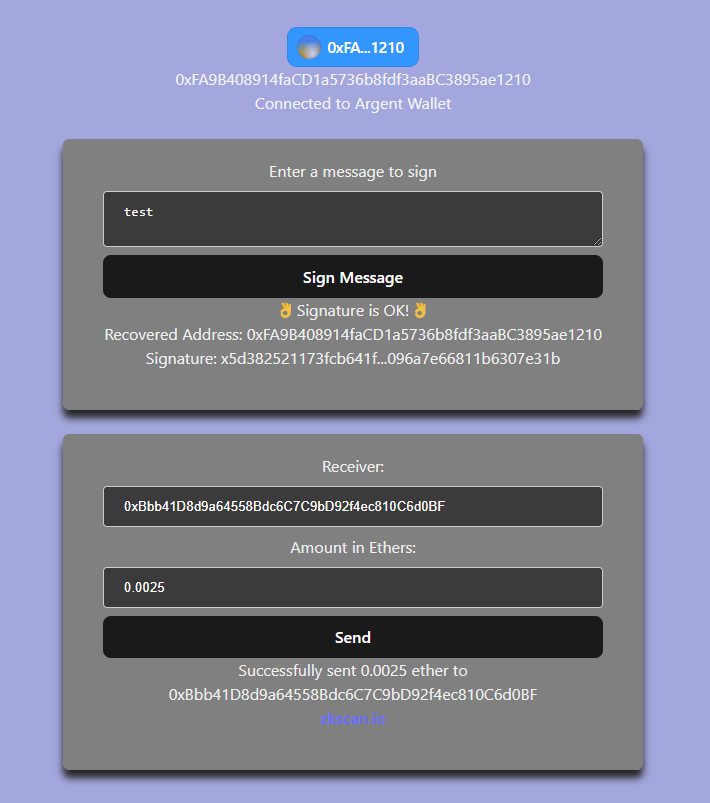 0xFA...1210
0xFA9B408914faCD1a5736b8fdf3aaBC3895ae1210
Connected to Argent Wallet
Enter a message to sign
test
Sign Message
👌Signature is OK!👌
Recovered Address: 0xFA9B408914faCD1a5736b8fdf3aaBC3895ae1210
Signature: x5d382521173fcb641f...096a7e66811b6307e31b
Receiver:
0xBbb41D8d9a64558Bdc6C7C9bD92f4ec810C6d0BF
Amount in Ethers:
0.0025
Send
Successfully sent 0.0025 ether to
0xBbb41D8d9a64558Bdc6C7C9bD92f4ec810C6d0BF
zkscan.io